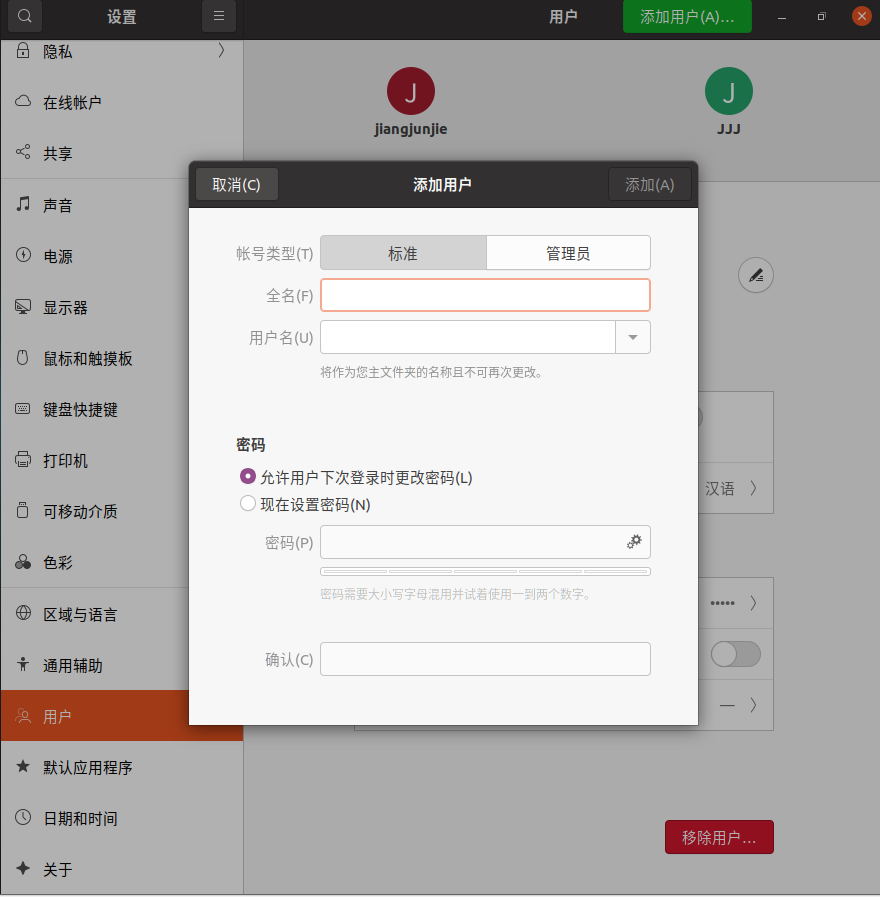 设置
用户
添加用户(A)…
隐私
在线帐户
共享
声音
电源
显示器
鼠标和触摸板
键盘快捷键
打印机
可移动介质
色彩
区域与语言
通用辅助
用户
默认应用程序
日期和时间
关于
J
jiangjunjie
J
JJJ
取消(C)
添加用户
添加(A)
帐号类型(T)
标准
管理员
全名(F)
用户名(U)
将作为您主文件夹的名称且不可再次更改。
密码
允许用户下次登录时更改密码(L)
现在设置密码(N)
密码(P)
密码需要大小写字母混用并试着使用一到两个数字。
确认(C)
汉语
•••••
—
移除用户…